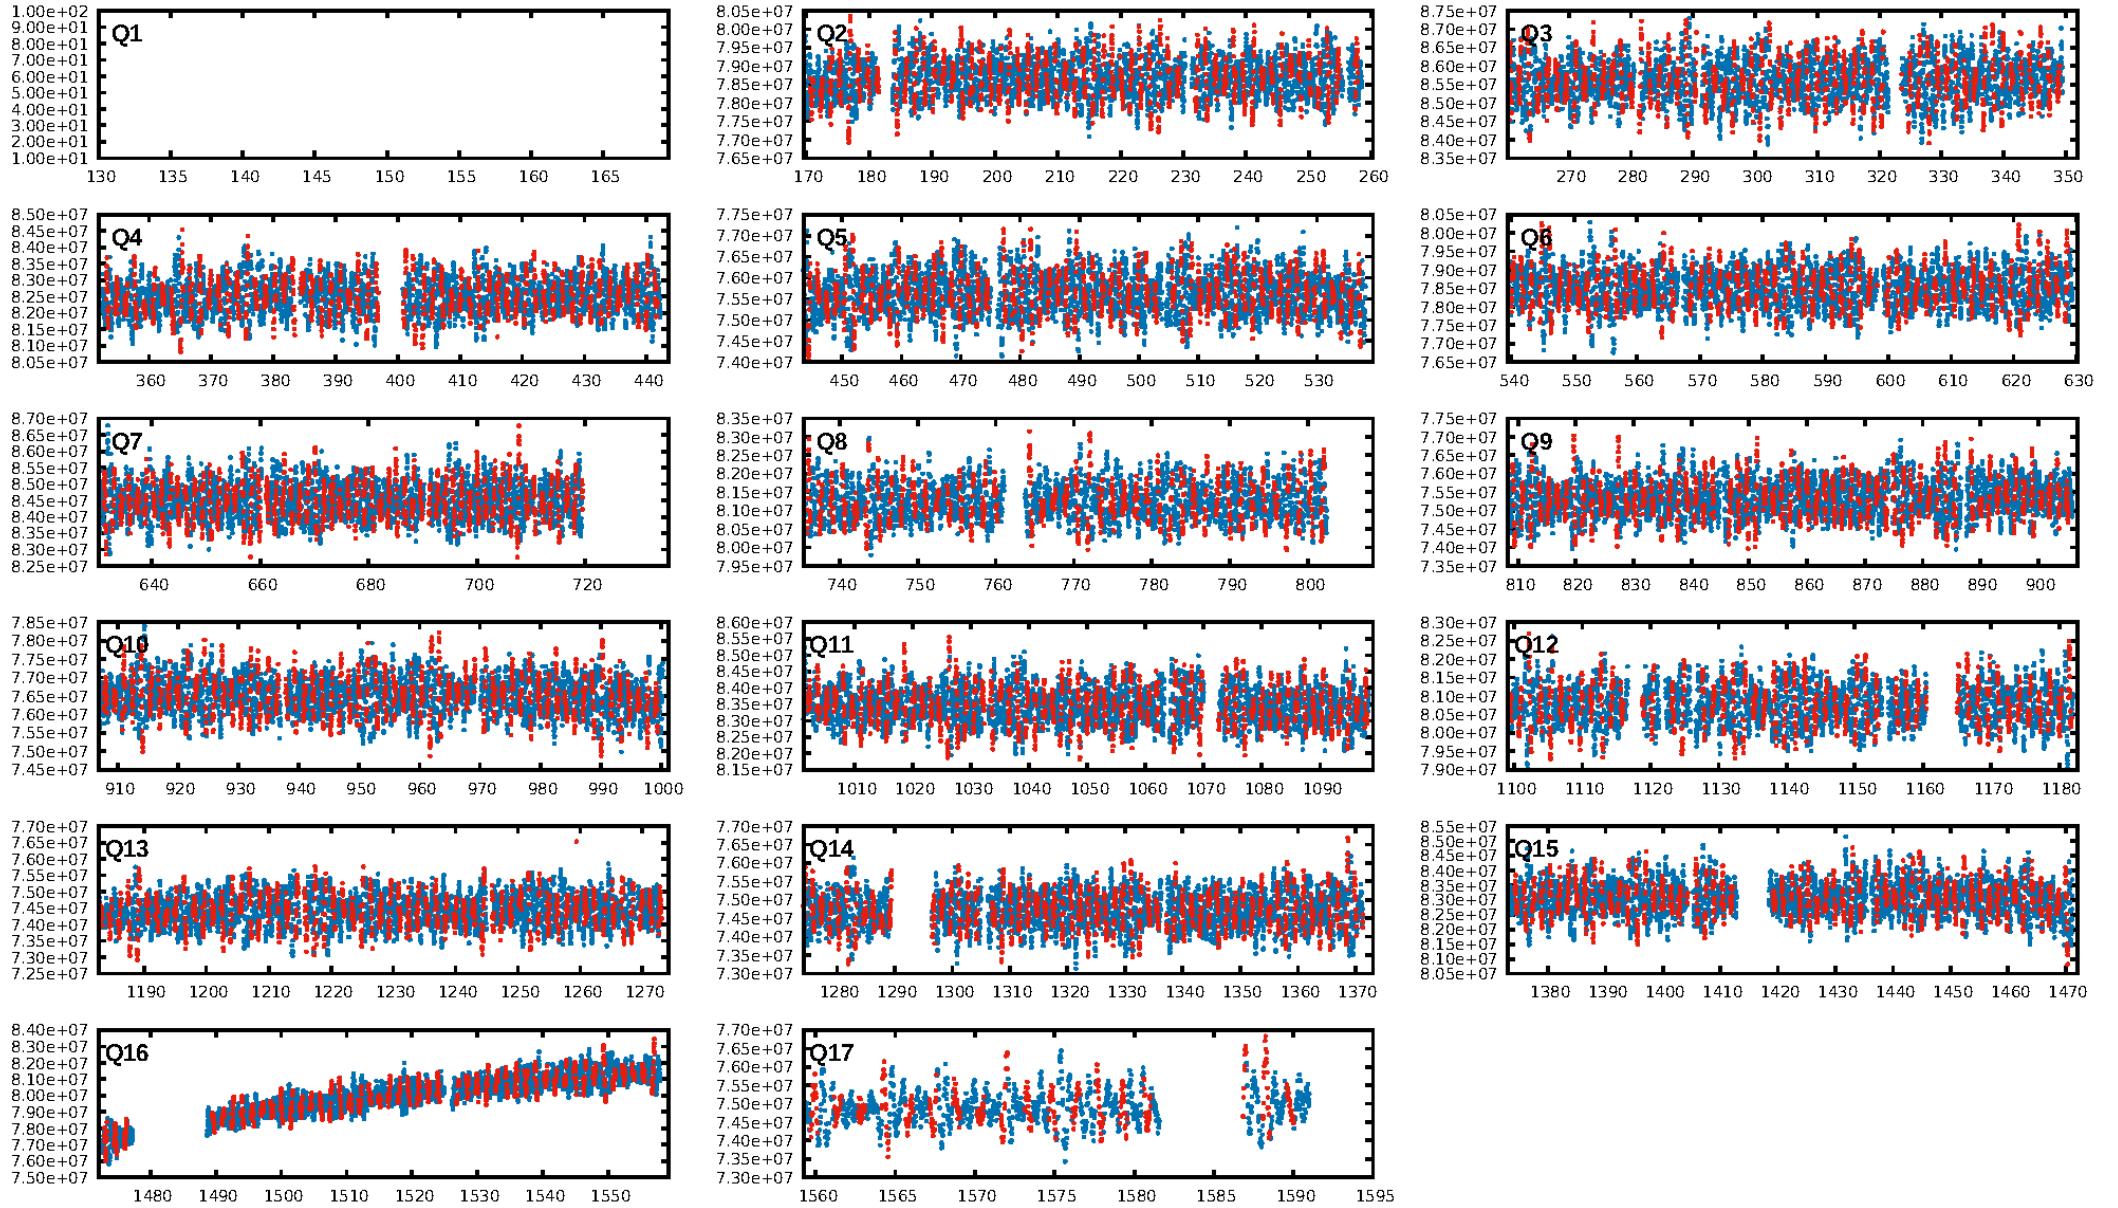 Q1
1.00e+02
9.00e+01
8.00e+01
7.00e+01
6.00e+01
5.00e+01
4.00e+01
3.00e+01
2.00e+01
1.00e+01
130 135 140 145 150 155 160 165
Q2
8.05e+07
8.00e+07
7.95e+07
7.90e+07
7.85e+07
7.80e+07
7.75e+07
7.70e+07
7.65e+07
170 180 190 200 210 220 230 240 250 260
Q3
8.75e+07
8.70e+07
8.65e+07
8.60e+07
8.55e+07
8.50e+07
8.45e+07
8.40e+07
8.35e+07
270 280 290 300 310 320 330 340 350
Q4
8.50e+07
8.45e+07
8.40e+07
8.35e+07
8.30e+07
8.25e+07
8.20e+07
8.15e+07
8.10e+07
8.05e+07
360 370 380 390 400 410 420 430 440
Q5
7.75e+07
7.70e+07
7.65e+07
7.60e+07
7.55e+07
7.50e+07
7.45e+07
7.40e+07
450 460 470 480 490 500 510 520 530
Q6
8.05e+07
8.00e+07
7.95e+07
7.90e+07
7.85e+07
7.80e+07
7.75e+07
7.70e+07
7.65e+07
540 550 560 570 580 590 600 610 620 630
Q7
8.70e+07
8.65e+07
8.60e+07
8.55e+07
8.50e+07
8.45e+07
8.40e+07
8.35e+07
8.30e+07
8.25e+07
640 660 680 700 720
Q8
8.35e+07
8.30e+07
8.25e+07
8.20e+07
8.15e+07
8.10e+07
8.05e+07
8.00e+07
7.95e+07
740 750 760 770 780 790 800
Q9
7.75e+07
7.70e+07
7.65e+07
7.60e+07
7.55e+07
7.50e+07
7.45e+07
7.40e+07
7.35e+07
810 820 830 840 850 860 870 880 890 900
Q10
7.85e+07
7.80e+07
7.75e+07
7.70e+07
7.65e+07
7.60e+07
7.55e+07
7.50e+07
7.45e+07
910 920 930 940 950 960 970 980 990 1000
Q11
8.60e+07
8.55e+07
8.50e+07
8.45e+07
8.40e+07
8.35e+07
8.30e+07
8.25e+07
8.20e+07
8.15e+07
1010 1020 1030 1040 1050 1060 1070 1080 1090
Q12
8.30e+07
8.25e+07
8.20e+07
8.15e+07
8.10e+07
8.05e+07
8.00e+07
7.95e+07
7.90e+07
1100 1110 1120 1130 1140 1150 1160 1170 1180
Q13
7.70e+07
7.65e+07
7.60e+07
7.55e+07
7.50e+07
7.45e+07
7.40e+07
7.35e+07
7.30e+07
7.25e+07
1190 1200 1210 1220 1230 1240 1250 1260 1270
Q14
7.70e+07
7.65e+07
7.60e+07
7.55e+07
7.50e+07
7.45e+07
7.40e+07
7.35e+07
7.30e+07
1280 1290 1300 1310 1320 1330 1340 1350 1360 1370
Q15
8.55e+07
8.50e+07
8.45e+07
8.40e+07
8.35e+07
8.30e+07
8.25e+07
8.20e+07
8.15e+07
8.10e+07
8.05e+07
1380 1390 1400 1410 1420 1430 1440 1450 1460 1470
Q16
8.40e+07
8.30e+07
8.20e+07
8.10e+07
8.00e+07
7.90e+07
7.80e+07
7.70e+07
7.60e+07
7.50e+07
1480 1490 1500 1510 1520 1530 1540 1550
Q17
7.70e+07
7.65e+07
7.60e+07
7.55e+07
7.50e+07
7.45e+07
7.40e+07
7.35e+07
7.30e+07
1560 1565 1570 1575 1580 1585 1590 1595